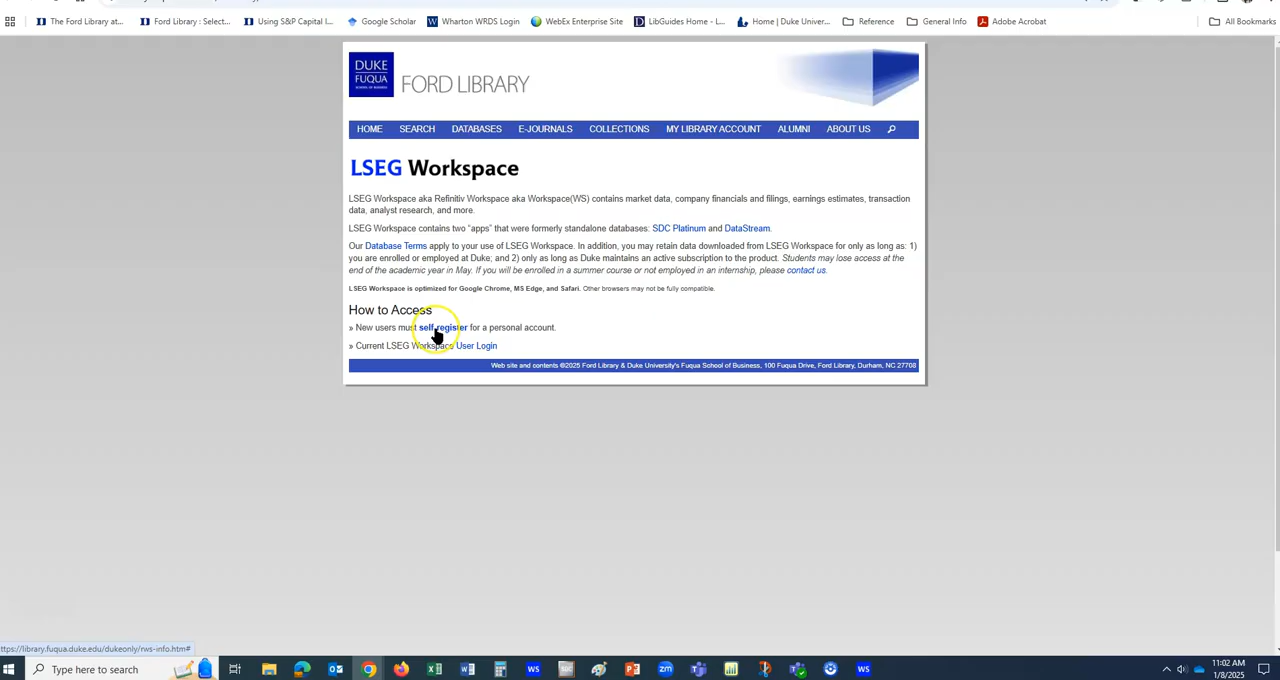 The Ford Library at...
Ford Library : Select...
Using S&P Capital I...
Google Scholar
Wharton WRDS Login
WebEx Enterprise Site
LibGuides Home - L...
Home | Duke Univer...
Reference
General Info
Adobe Acrobat
All Bookmarks
DUKE
FUQUA
SCHOOL OF BUSINESS
FORD LIBRARY
HOME SEARCH DATABASES E-JOURNALS COLLECTIONS MY LIBRARY ACCOUNT ALUMNI ABOUT US
LSEG Workspace
LSEG Workspace aka Refinitiv Workspace aka Workspace(WS) contains market data, company financials and filings, earnings estimates, transaction
data, analyst research, and more.
LSEG Workspace contains two "apps" that were formerly standalone databases: SDC Platinum and DataStream.
Our Database Terms apply to your use of LSEG Workspace. In addition, you may retain data downloaded from LSEG Workspace for only as long as: 1)
you are enrolled or employed at Duke; and 2) only as long as Duke maintains an active subscription to the product. Students may lose access at the
end of the academic year in May. If you will be enrolled in a summer course or not employed in an internship, please contact us.
LSEG Workspace is optimized for Google Chrome, MS Edge, and Safari. Other browsers may not be fully compatible.
How to Access
» New users must self-register for a personal account.
» Current LSEG Workspace User Login
Web site and contents ©2025 Ford Library & Duke University's Fuqua School of Business, 100 Fuqua Drive, Ford Library, Durham, NC 27708
ttps://library.fuqua.duke.edu/dukeonly/rws-info.htm#
Type here to search
WS
WS
11:02 AM
1/8/2025